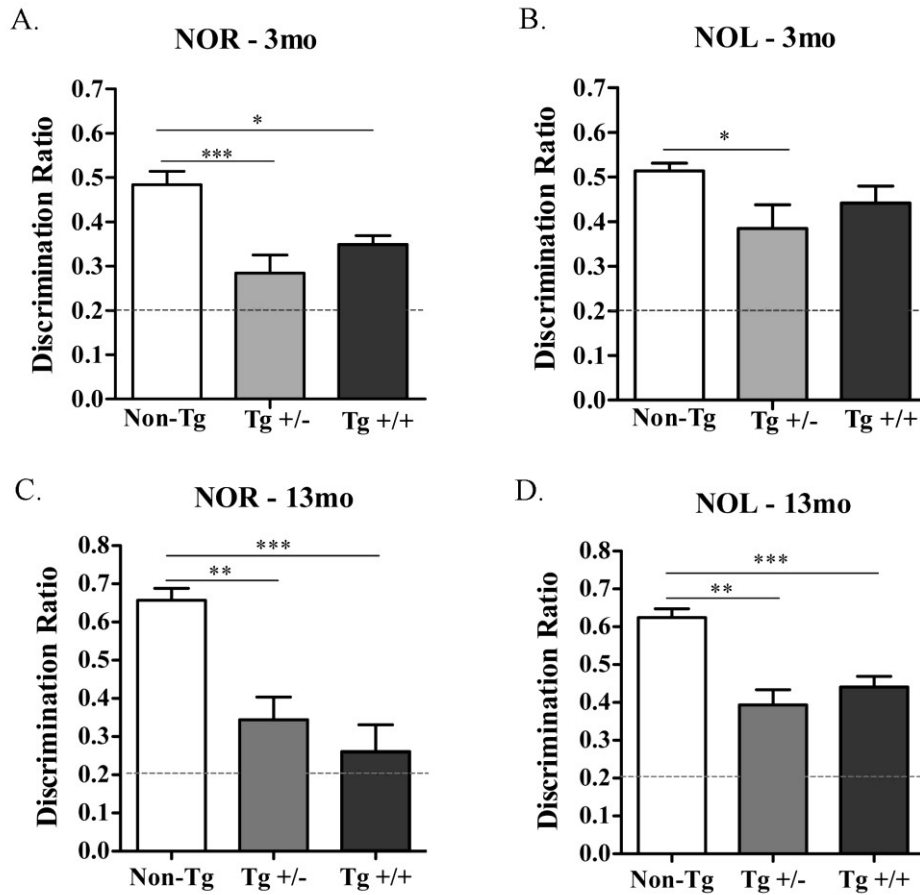 A.
NOR - 3mo
Discrimination Ratio
0.7
0.6
0.5
0.4
0.3
0.2
0.1
0.0
*
***
Non-Tg Tg +/- Tg +/+
B.
NOL - 3mo
Discrimination Ratio
0.7
0.6
0.5
0.4
0.3
0.2
0.1
0.0
*
Non-Tg Tg +/- Tg +/+
C.
NOR - 13mo
Discrimination Ratio
0.8
0.7
0.6
0.5
0.4
0.3
0.2
0.1
0.0
***
**
Non-Tg Tg +/- Tg +/+
D.
NOL - 13mo
Discrimination Ratio
0.8
0.7
0.6
0.5
0.4
0.3
0.2
0.1
0.0
***
**
Non-Tg Tg +/- Tg +/+